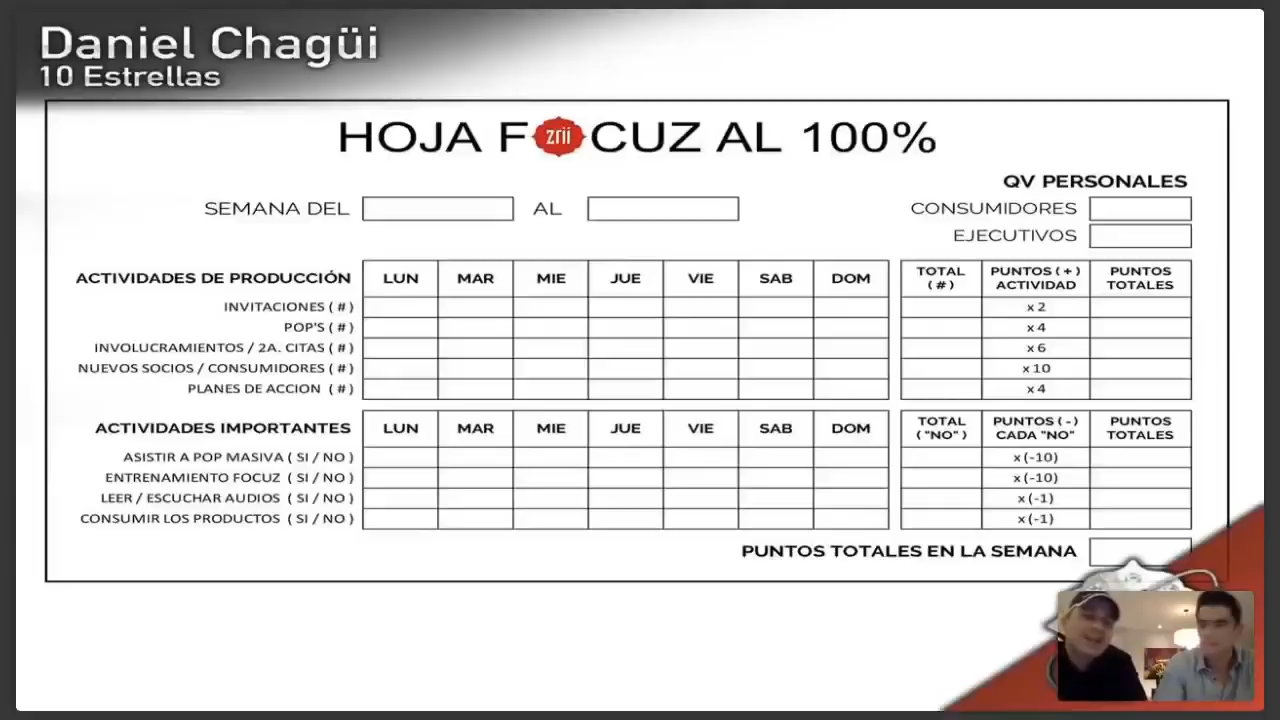 Daniel Chagüi
10 Estrellas
HOJA F zrii CUZ AL 100%
QV PERSONALES
SEMANA DEL AL CONSUMIDORES
EJECUTIVOS
ACTIVIDADES DE PRODUCCIÓN LUN MAR MIE JUE VIE SAB DOM TOTAL ( # ) PUNTOS ( + ) ACTIVIDAD PUNTOS TOTALES
INVITACIONES ( # ) x 2
POP'S ( # ) x 4
INVOLUCRAMIENTOS / 2A. CITAS ( # ) x 6
NUEVOS SOCIOS / CONSUMIDORES ( # ) x 10
PLANES DE ACCION ( # ) x 4
ACTIVIDADES IMPORTANTES LUN MAR MIE JUE VIE SAB DOM TOTAL ( "NO" ) PUNTOS ( - ) CADA "NO" PUNTOS TOTALES
ASISTIR A POP MASIVA ( SI / NO ) x (-10)
ENTRENAMIENTO FOCUZ ( SI / NO ) x (-10)
LEER / ESCUCHAR AUDIOS ( SI / NO ) x (-1)
CONSUMIR LOS PRODUCTOS ( SI / NO ) x (-1)
PUNTOS TOTALES EN LA SEMANA